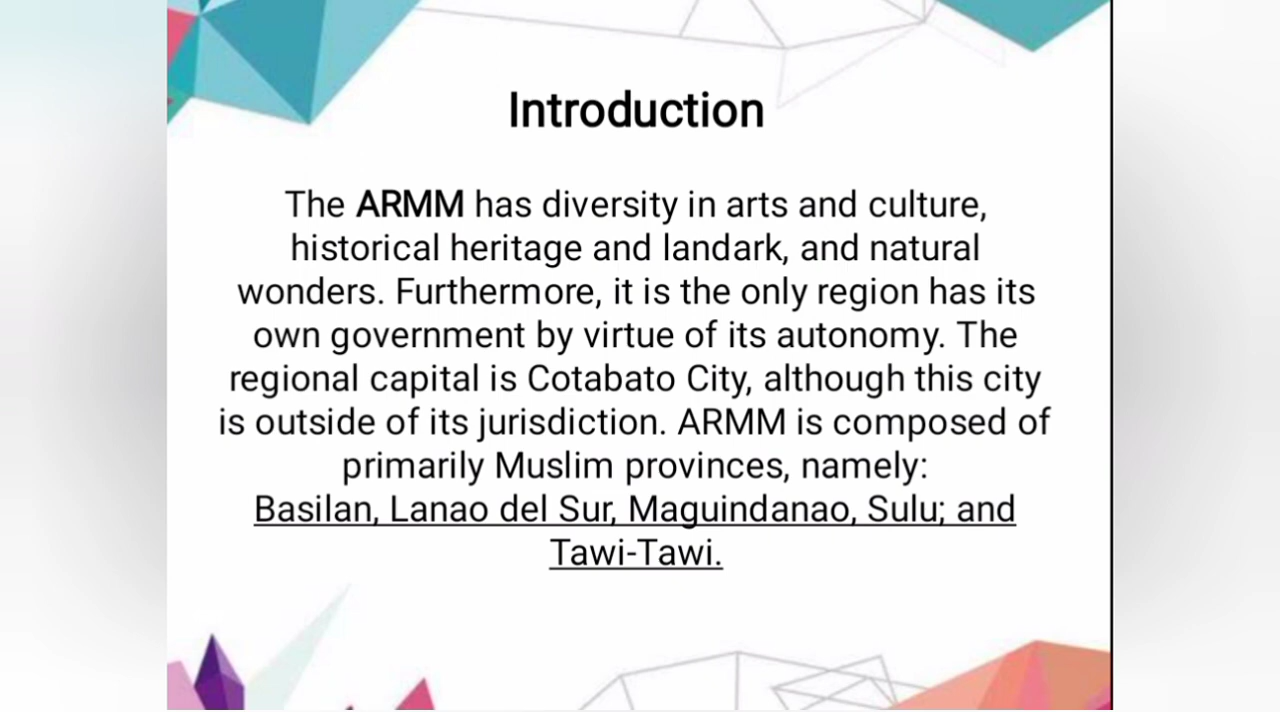 Introduction
The ARMM has diversity in arts and culture,
historical heritage and landark, and natural
wonders. Furthermore, it is the only region has its
own government by virtue of its autonomy. The
regional capital is Cotabato City, although this city
is outside of its jurisdiction. ARMM is composed of
primarily Muslim provinces, namely:
Basilan, Lanao del Sur, Maguindanao, Sulu; and
Tawi-Tawi.